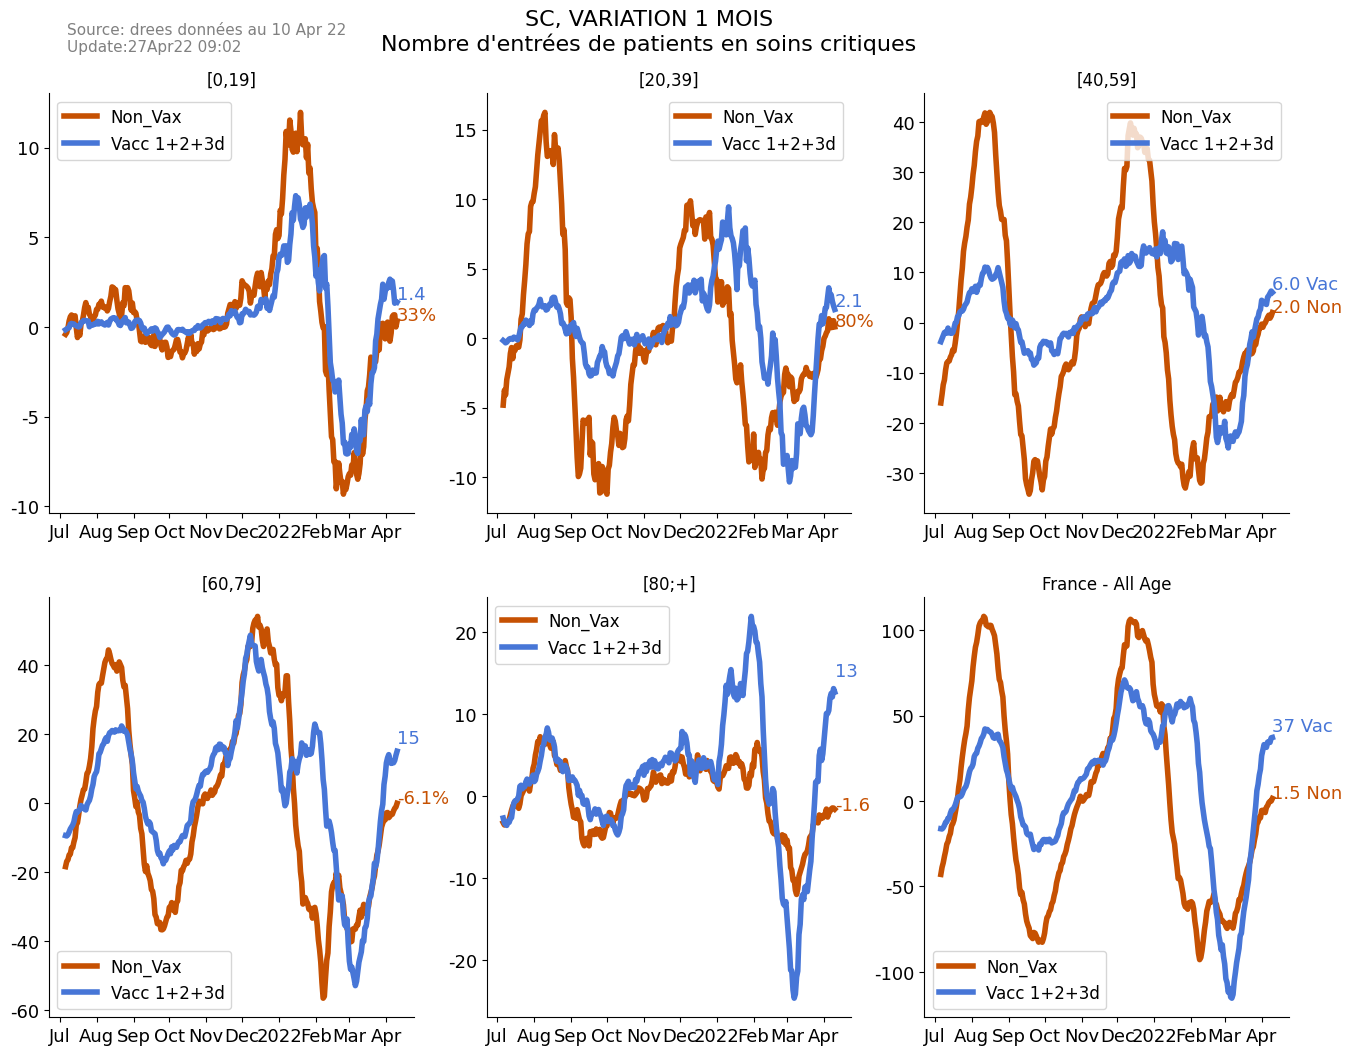 SC, VARIATION 1 MOIS
Nombre d'entrées de patients en soins critiques
Source: drees données au 10 Apr 22
Update:27Apr22 09:02
[0,19]
Non_Vax
Vacc 1+2+3d
10
5
0
-5
-10
1.4
33%
Jul Aug Sep Oct Nov Dec 2022 Feb Mar Apr
[20,39]
Non_Vax
Vacc 1+2+3d
15
10
5
0
-5
-10
2.1
80%
Jul Aug Sep Oct Nov Dec 2022 Feb Mar Apr
[40,59]
Non_Vax
Vacc 1+2+3d
40
30
20
10
0
-10
-20
-30
6.0 Vac
2.0 Non
Jul Aug Sep Oct Nov Dec 2022 Feb Mar Apr
[60,79]
40
20
0
-20
-40
-60
15
-6.1%
Non_Vax
Vacc 1+2+3d
Jul Aug Sep Oct Nov Dec 2022 Feb Mar Apr
[80;+]
Non_Vax
Vacc 1+2+3d
20
10
0
-10
-20
13
-1.6
Jul Aug Sep Oct Nov Dec 2022 Feb Mar Apr
France - All Age
100
50
0
-50
-100
37 Vac
1.5 Non
Non_Vax
Vacc 1+2+3d
Jul Aug Sep Oct Nov Dec 2022 Feb Mar Apr